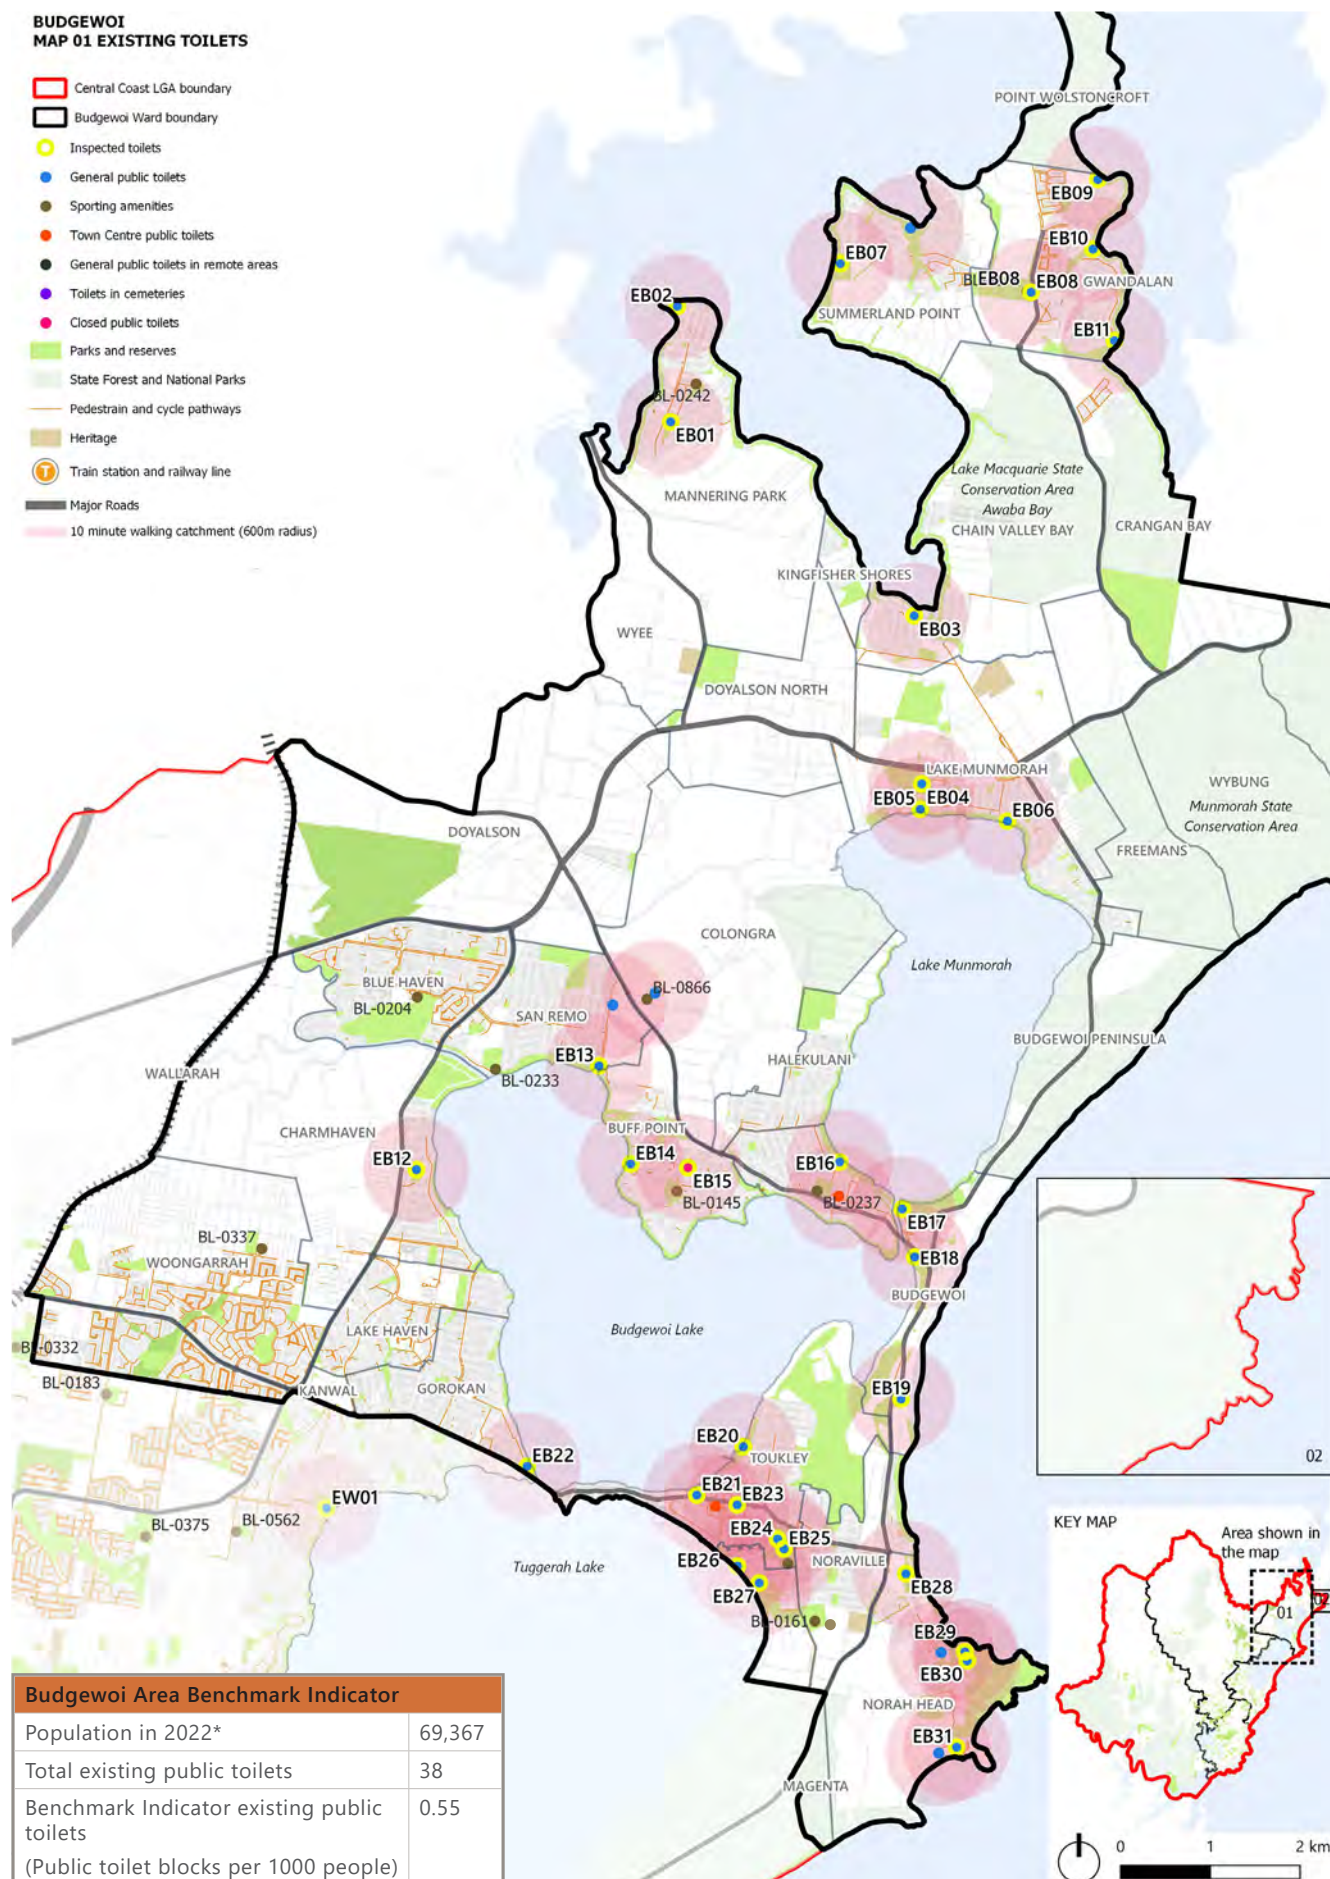 BUDGEWOI
MAP 01 EXISTING TOILETS
Central Coast LGA boundary
Budgewoi Ward boundary
Inspected toilets
General public toilets
Sporting amenities
Town Centre public toilets
General public toilets in remote areas
Toilets in cemeteries
Closed public toilets
Parks and reserves
State Forest and National Parks
Pedestrain and cycle pathways
Heritage
T Train station and railway line
Major Roads
10 minute walking catchment (600m radius)
POINT WOLSTONCROFT
EB09
EB10
EB07
EB08
EB08
GWANDALAN
EB02
SUMMERLAND POINT
EB11
BL-0242
EB01
Lake Macquarie State
Conservation Area
Awaba Bay
MANNERING PARK
CHAIN VALLEY BAY
CRANGAN BAY
KINGFISHER SHORES
EB03
WYEE
DOYALSON NORTH
LAKE MUNMORAH
WYBUNG
EB05
EB04
EB06
Munmorah State
Conservation Area
DOYALSON
FREEMANS
COLONGRA
Lake Munmorah
BLUE HAVEN
BL-0204
BL-0866
SAN REMO
EB13
BUDGEWOI PENINSULA
HALEKULANI
WALLARAH
BL-0233
CHARMHAVEN
BUFF POINT
EB12
EB14
EB15
EB16
BL-0145
BL-0237
EB17
BL-0337
WOONGARRAH
EB18
BUDGEWOI
LAKE HAVEN
Budgewoi Lake
BL-0332
BL-0183
KANWAL
GOROKAN
EB19
EB20
TOUKLEY
EB22
EB21
EB23
EW01
BL-0375
BL-0562
EB24
EB25
EB26
NORAVILLE
Tuggerah Lake
EB27
EB28
BL-0161
EB29
EB30
NORAH HEAD
EB31
MAGENTA
02
KEY MAP
Area shown in
the map
01
02
0 1 2 km
Budgewoi Area Benchmark Indicator
Population in 2022* 69,367
Total existing public toilets 38
Benchmark Indicator existing public 0.55
toilets
(Public toilet blocks per 1000 people)